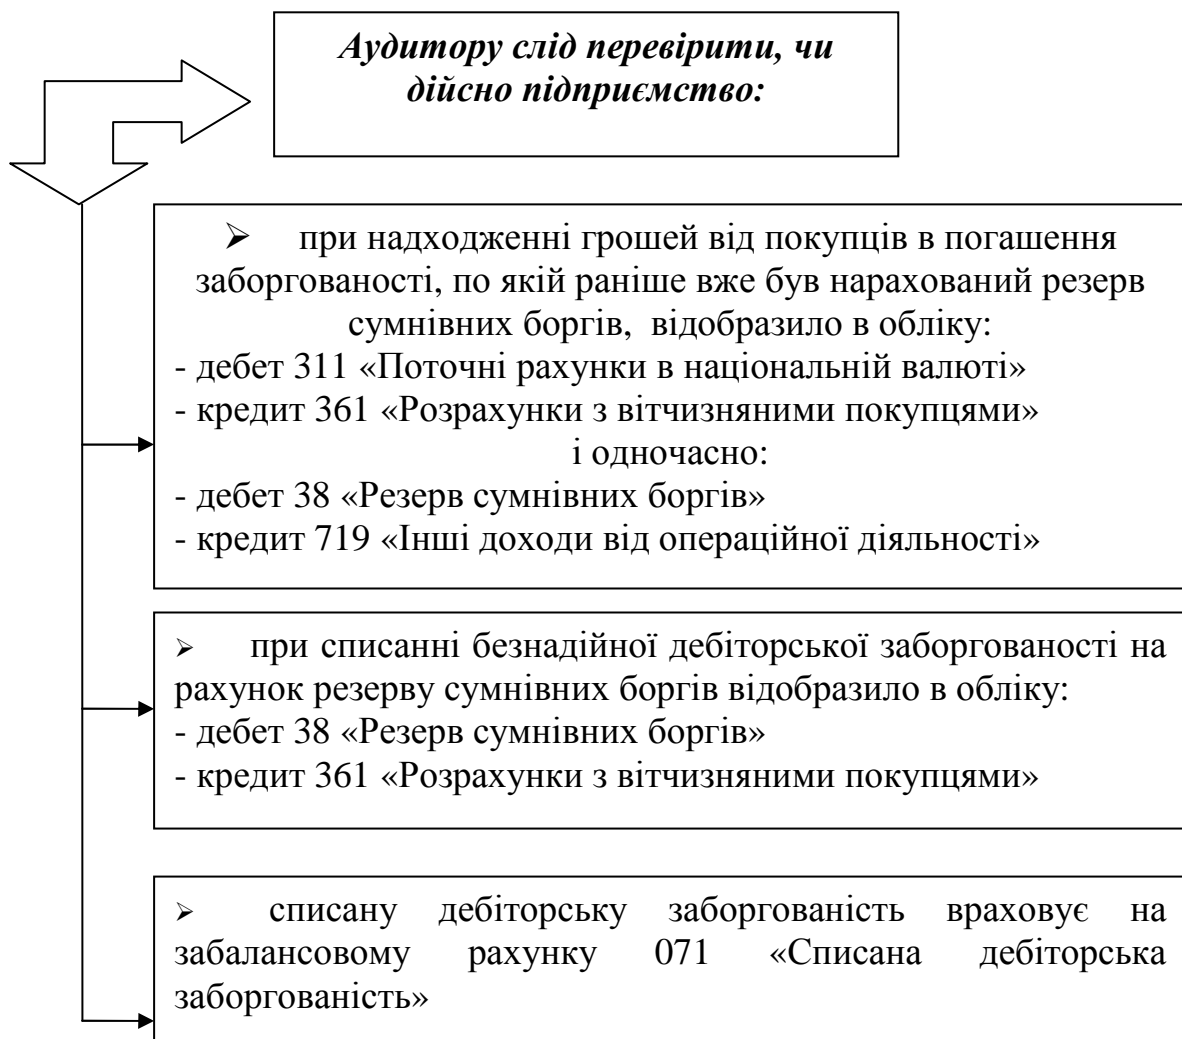 Аудитору слід перевірити, чи
дійсно підприємство:
➢ при надходженні грошей від покупців в погашення
заборгованості, по якій раніше вже був нарахований резерв
сумнівних боргів, відобразило в обліку:
- дебет 311 «Поточні рахунки в національній валюті»
- кредит 361 «Розрахунки з вітчизняними покупцями»
і одночасно:
- дебет 38 «Резерв сумнівних боргів»
- кредит 719 «Інші доходи від операційної діяльності»
➢ при списанні безнадійної дебіторської заборгованості на
рахунок резерву сумнівних боргів відобразило в обліку:
- дебет 38 «Резерв сумнівних боргів»
- кредит 361 «Розрахунки з вітчизняними покупцями»
➢ списану дебіторську заборгованість враховує на
забалансовому рахунку 071 «Списана дебіторська
заборгованість»